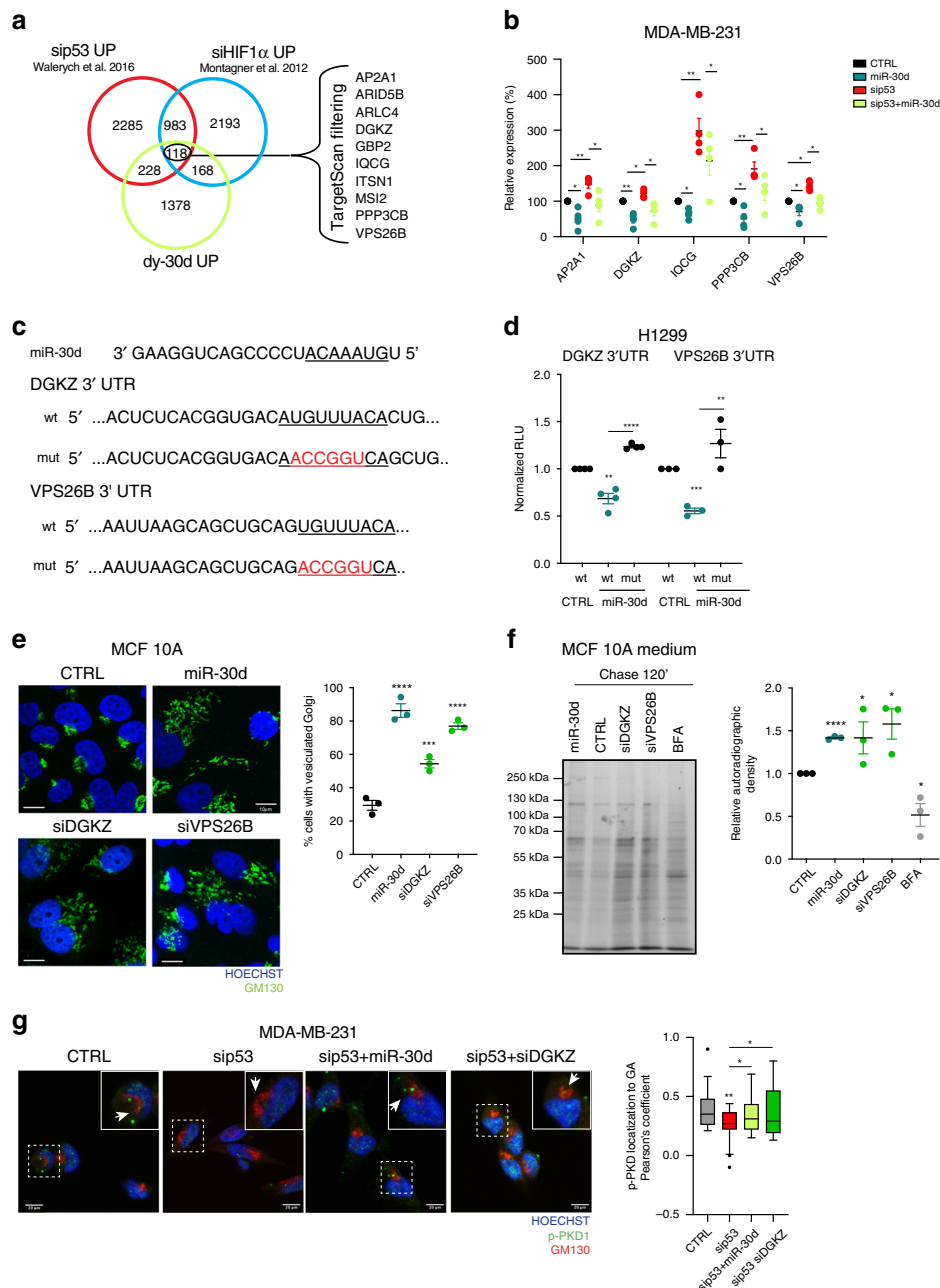 a
sip53 UP
Walerych et al. 2016
siHIF1α UP
Montagner et al. 2012
2285
983
2193
118
228
168
1378
dy-30d UP
TargetScan filtering
AP2A1
ARID5B
ARLC4
DGKZ
GBP2
IQCG
ITSN1
MSI2
PPP3CB
VPS26B
b
MDA-MB-231
CTRL
miR-30d
sip53
sip53+miR-30d
Relative expression (%)
500
400
300
200
100
0
** * * *
* * ** * * * * *
** * * *
AP2A1
DGKZ
IQCG
PPP3CB
VPS26B
c
miR-30d 3′ GAAGGUCAGCCCCUACAAAUGU 5'
DGKZ 3′ UTR
wt 5′ ...ACUCUCACGGUGACAUGUUUACACUG...
mut 5′ ...ACUCUCACGGUGACAACCGGUCAGCUG..
VPS26B 3' UTR
wt 5′ ...AAUUAAGCAGCUGCAGUGUUUACA...
mut 5′ ...AAUUAAGCAGCUGCAGACCGGUCA..
d
H1299
DGKZ 3'UTR VPS26B 3'UTR
Normalized RLU
2.0
1.5
1.0
0.5
0.0
** **** *** **
wt wt mut wt wt mut
CTRL miR-30d CTRL miR-30d
e
MCF 10A
CTRL
miR-30d
10μm
siDGKZ
siVPS26B
HOECHST
GM130
% cells with vesiculated Golgi
100
80
60
40
20
0
**** *** ****
CTRL
miR-30d
siDGKZ
siVPS26B
f
MCF 10A medium
Chase 120'
miR-30d
CTRL
siDGKZ
siVPS26B
BFA
250 kDa
130 kDa
100 kDa
70 kDa
55 kDa
35 kDa
25 kDa
Relative autoradiographic
density
2.0
1.5
1.0
0.5
0.0
**** * * *
CTRL
miR-30d
siDGKZ
siVPS26B
BFA
g
MDA-MB-231
CTRL
sip53
sip53+miR-30d
sip53+siDGKZ
20 μm
20 μm
20 μm
20 μm
HOECHST
p-PKD1
GM130
p-PKD locatization to GA
Pearson's coefficient
1.0
0.5
0.0
−0.5
** * *
CTRL
sip53
sip53+miR-30d
sip53 siDGKZ